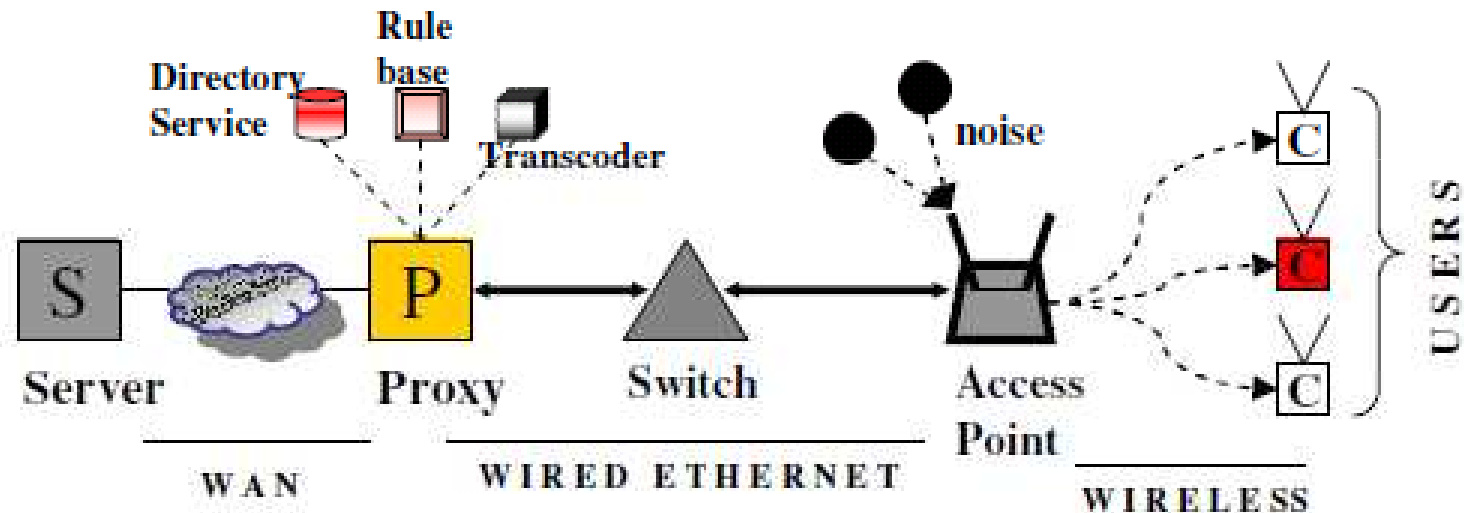 Rule
base
Directory
Service
Transcoder
noise
S
P
C
C
C
USERS
Server
Proxy
Switch
Access
Point
WAN
WIRED ETHERNET
WIRELESS